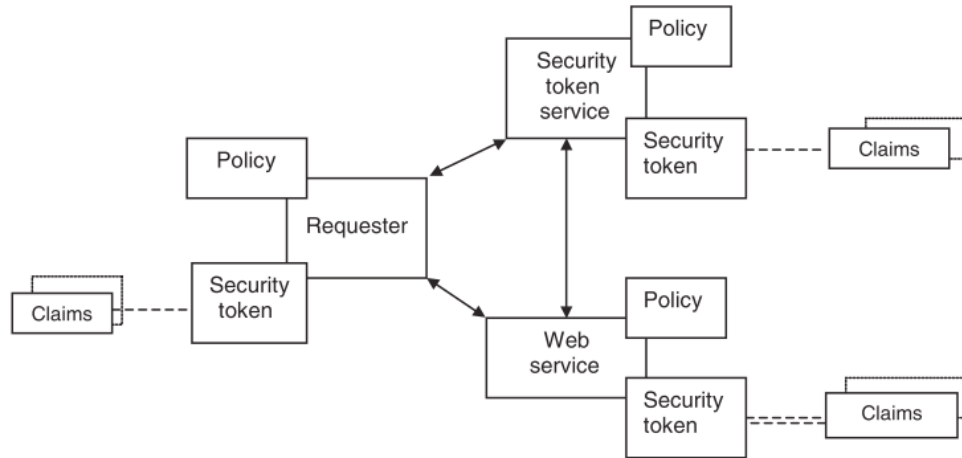 Policy
Security
token
service
Security
token
Claims
Policy
Requester
Security
token
Claims
Policy
Web
service
Security
token
Claims